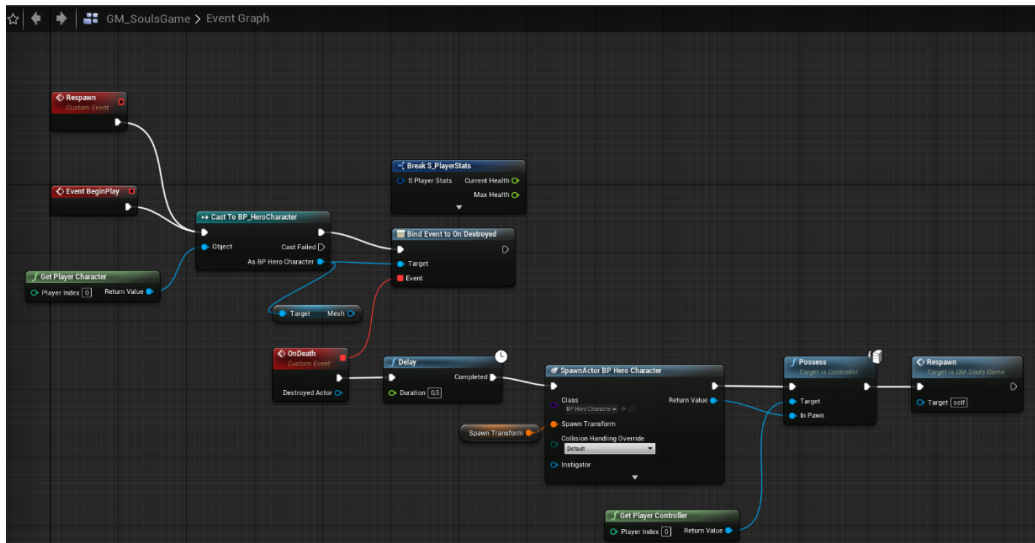 GM_SoulsGame > Event Graph
Respawn
Custom Event
Event BeginPlay
Break S_PlayerStats
S Player Stats Current Health
Max Health
Cast To BP_HeroCharacter
Object Cast Failed
As BP Hero Character
Bind Event to On Destroyed
Target
Event
Get Player Character
Player Index 0 Return Value
Target Mesh
OnDeath
Custom Event
Destroyed Actor
Delay
Completed
Duration 0,5
SpawnActor BP Hero Character
Class Return Value
BP Hero Character
Spawn Transform
Spawn Transform
Collision Handling Override
Default
Instigator
Possess
Target is Controller
Target
In Pawn
Respawn
Target is GM Souls Game
Target self
Get Player Controller
Player Index 0 Return Value